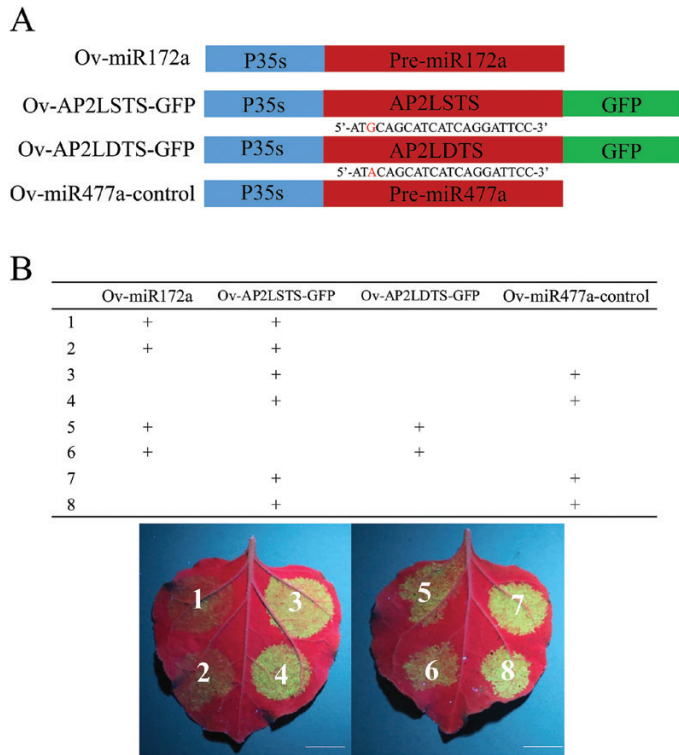 A
Ov-miR172a P35s Pre-miR172a
Ov-AP2LSTS-GFP P35s AP2LSTS GFP
5'-ATGCAGCATCATCAGGATTCC-3'
Ov-AP2LDTS-GFP P35s AP2LDTS GFP
5'-ATACAGCATCATCAGGATTCC-3'
Ov-miR477a-control P35s Pre-miR477a
B
Ov-miR172a Ov-AP2LSTS-GFP Ov-AP2LDTS-GFP Ov-miR477a-control
1 + +
2 + +
3 + +
4 + +
5 + +
6 + +
7 + +
8 + +
1 3 5 7
2 4 6 8